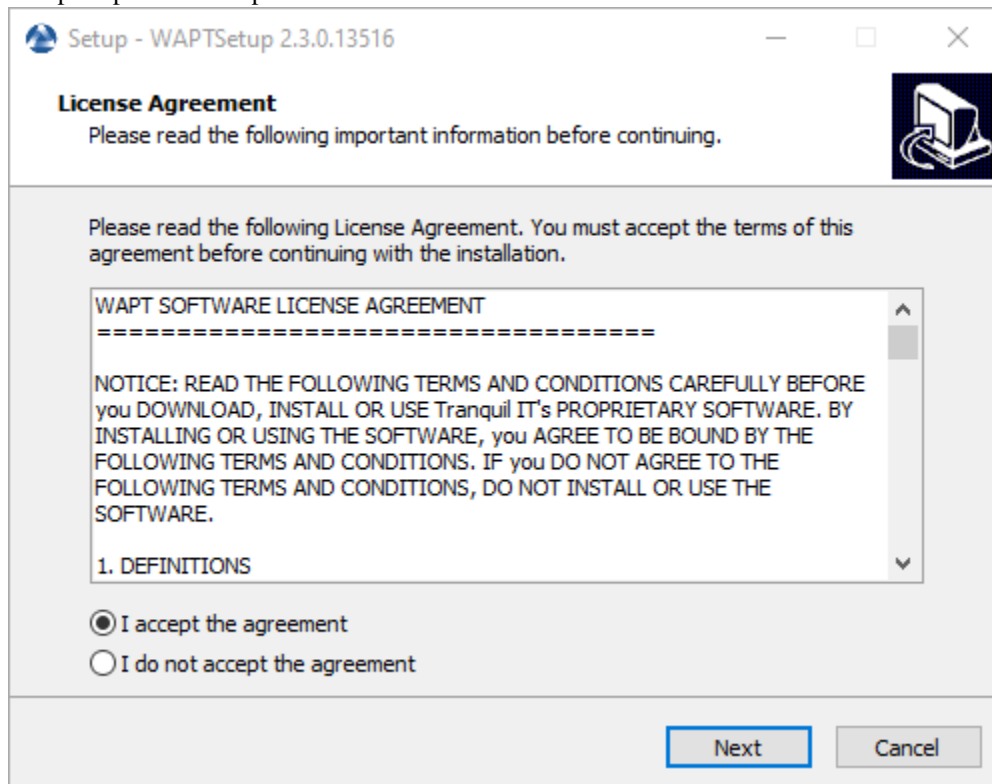 Setup - WAPTSetup 2.3.0.13516
License Agreement
Please read the following important information before continuing.
Please read the following License Agreement. You must accept the terms of this
agreement before continuing with the installation.
WAPT SOFTWARE LICENSE AGREEMENT
===================================
NOTICE: READ THE FOLLOWING TERMS AND CONDITIONS CAREFULLY BEFORE
you DOWNLOAD, INSTALL OR USE Tranquil IT's PROPRIETARY SOFTWARE. BY
INSTALLING OR USING THE SOFTWARE, you AGREE TO BE BOUND BY THE
FOLLOWING TERMS AND CONDITIONS. IF you DO NOT AGREE TO THE
FOLLOWING TERMS AND CONDITIONS, DO NOT INSTALL OR USE THE
SOFTWARE.
1. DEFINITIONS
I accept the agreement
I do not accept the agreement
Next
Cancel